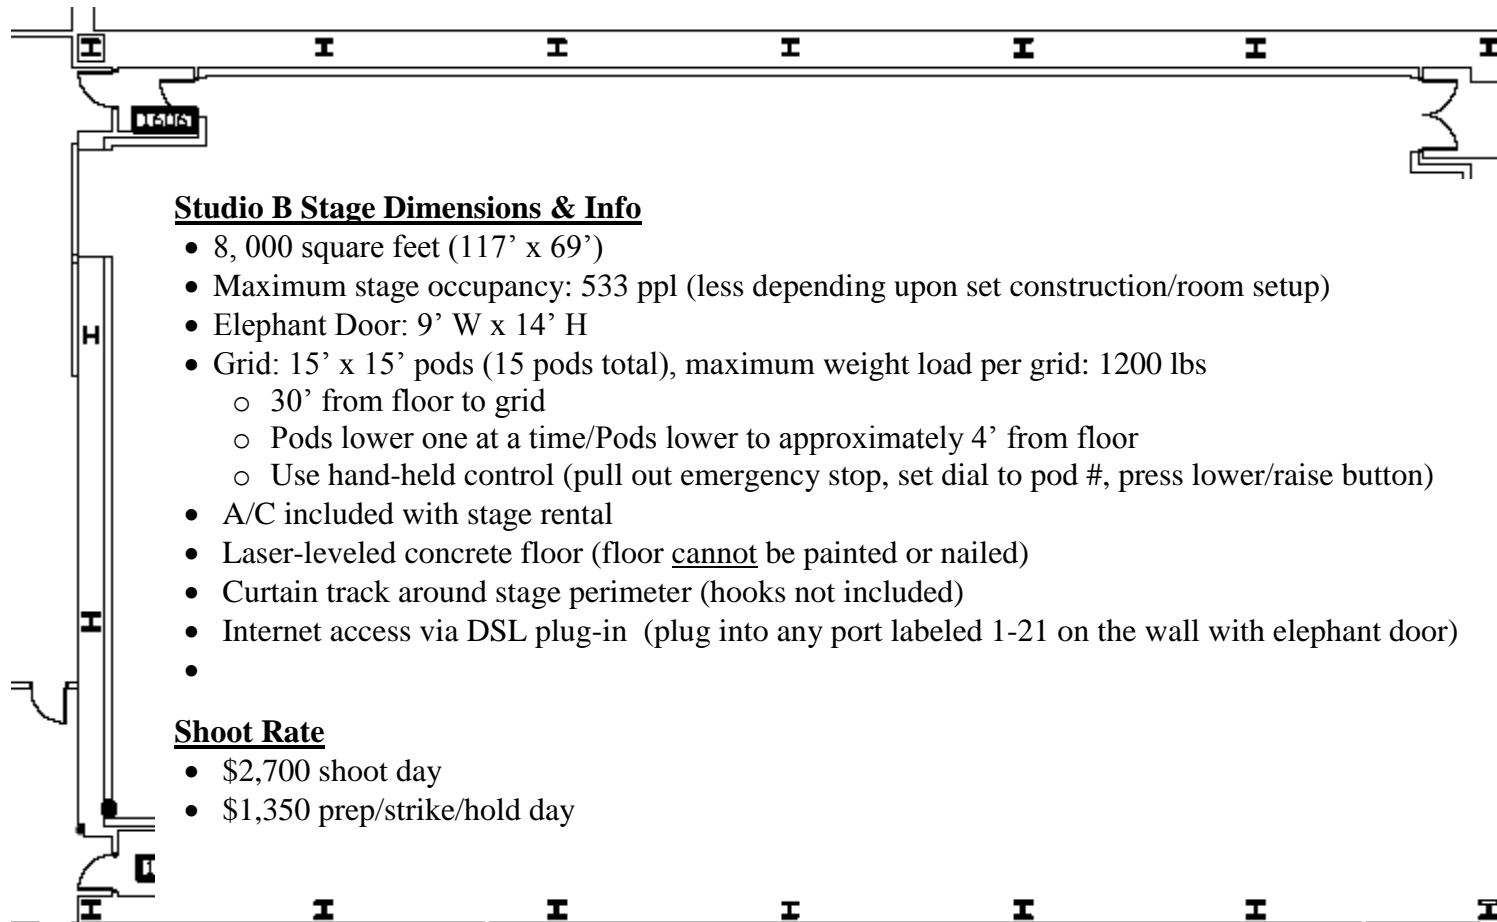 1606
Studio B Stage Dimensions & Info
• 8, 000 square feet (117’ x 69’)
• Maximum stage occupancy: 533 ppl (less depending upon set construction/room setup)
• Elephant Door: 9’ W x 14’ H
• Grid: 15’ x 15’ pods (15 pods total), maximum weight load per grid: 1200 lbs
o 30’ from floor to grid
o Pods lower one at a time/Pods lower to approximately 4’ from floor
o Use hand-held control (pull out emergency stop, set dial to pod #, press lower/raise button)
• A/C included with stage rental
• Laser-leveled concrete floor (floor cannot be painted or nailed)
• Curtain track around stage perimeter (hooks not included)
• Internet access via DSL plug-in (plug into any port labeled 1-21 on the wall with elephant door)
•
Shoot Rate
• $2,700 shoot day
• $1,350 prep/strike/hold day